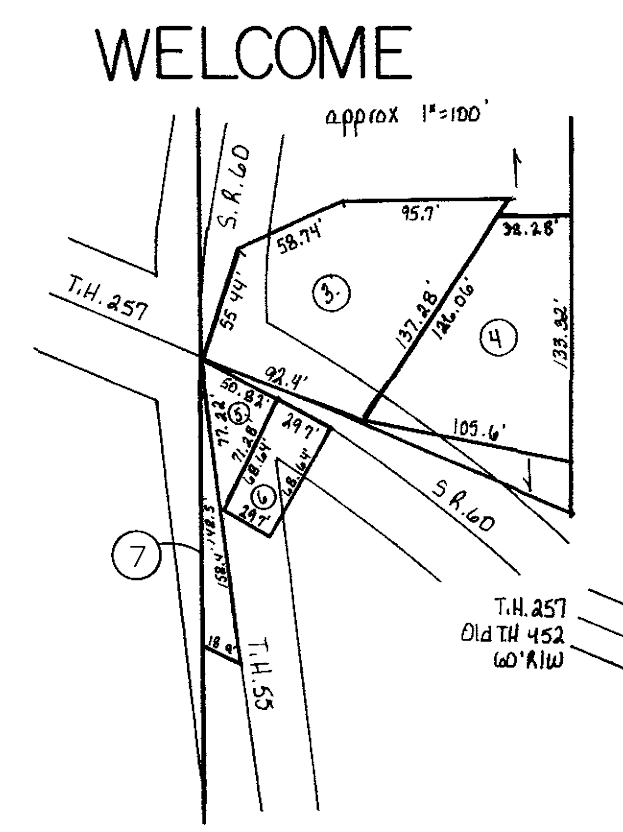 WELCOME
approx 1"=100'
S.R.60
95.7'
58.74'
38.28'
T.H. 257
55.44'
3.
137.28'
126.06'
4
133.32'
92.4'
50.82'
5
77.22'
71.28'
68.64'
29.7'
105.6'
6
68.64'
29.7'
S.R.60
7
148.5'
158.4'
T.H. 257
Old TH 452
60' R/W
T.H. 55